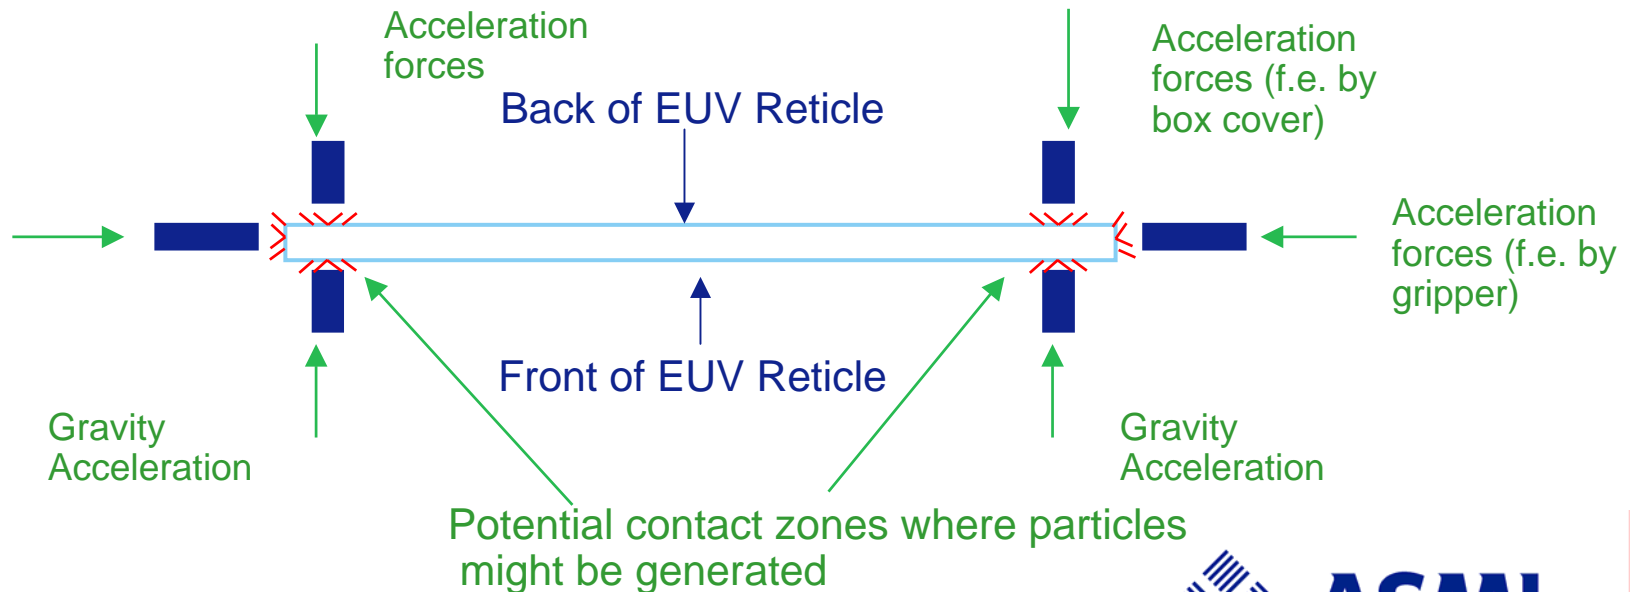 Acceleration
forces
Acceleration
forces (f.e. by
box cover)
Back of EUV Reticle
Acceleration
forces (f.e. by
gripper)
Front of EUV Reticle
Gravity
Acceleration
Gravity
Acceleration
Potential contact zones where particles
might be generated
ASML